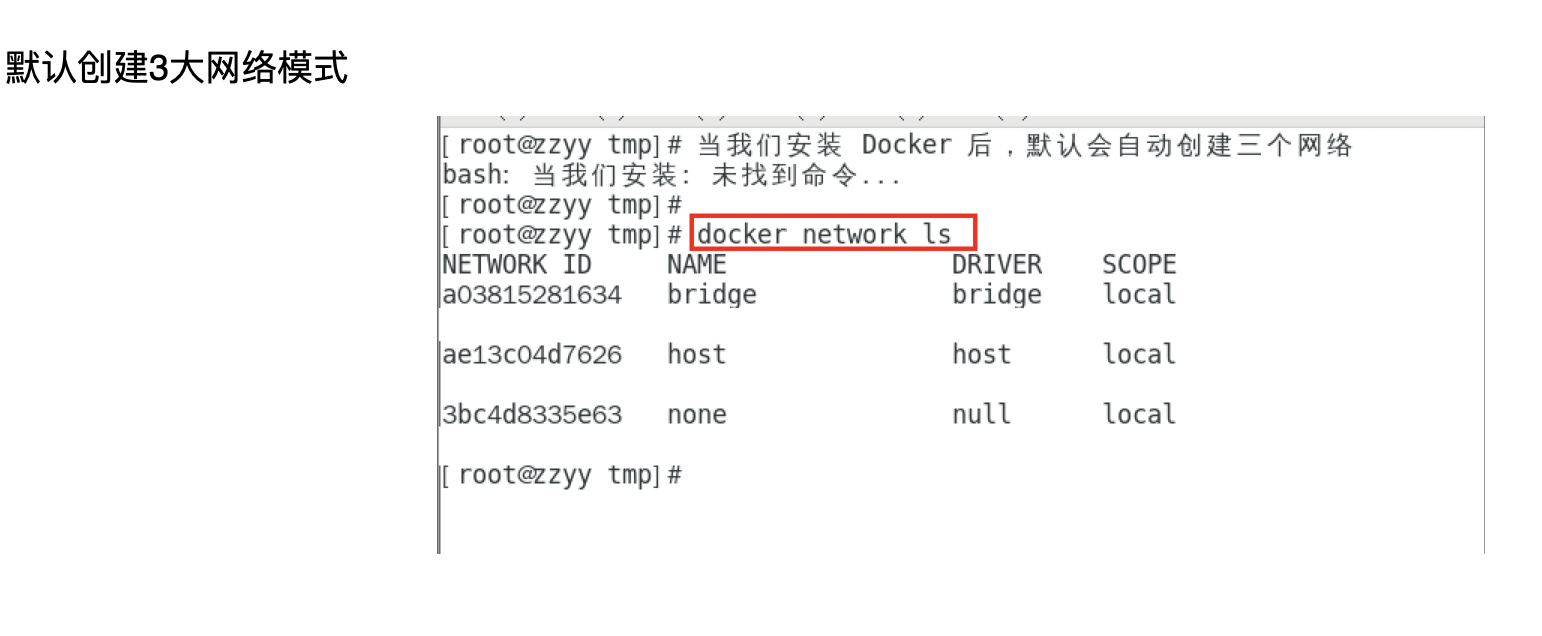 默认创建3大网络模式
[root@zzyy tmp]# 当我们安装 Docker 后，默认会自动创建三个网络
bash: 当我们安装: 未找到命令...
[root@zzyy tmp]#
[root@zzyy tmp]# docker network ls
NETWORK ID NAME DRIVER SCOPE
a03815281634 bridge bridge local
ae13c04d7626 host host local
3bc4d8335e63 none null local
[root@zzyy tmp]#